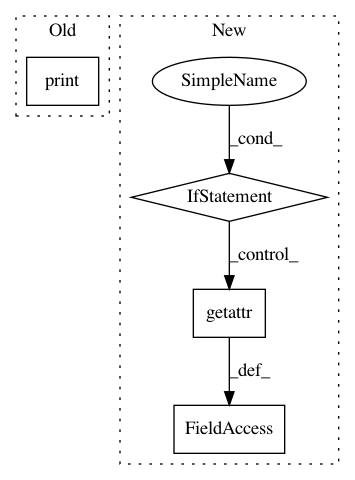 Old
New
print
SimpleName
_cond_
IfStatement
_control_
getattr
_def_
FieldAccess